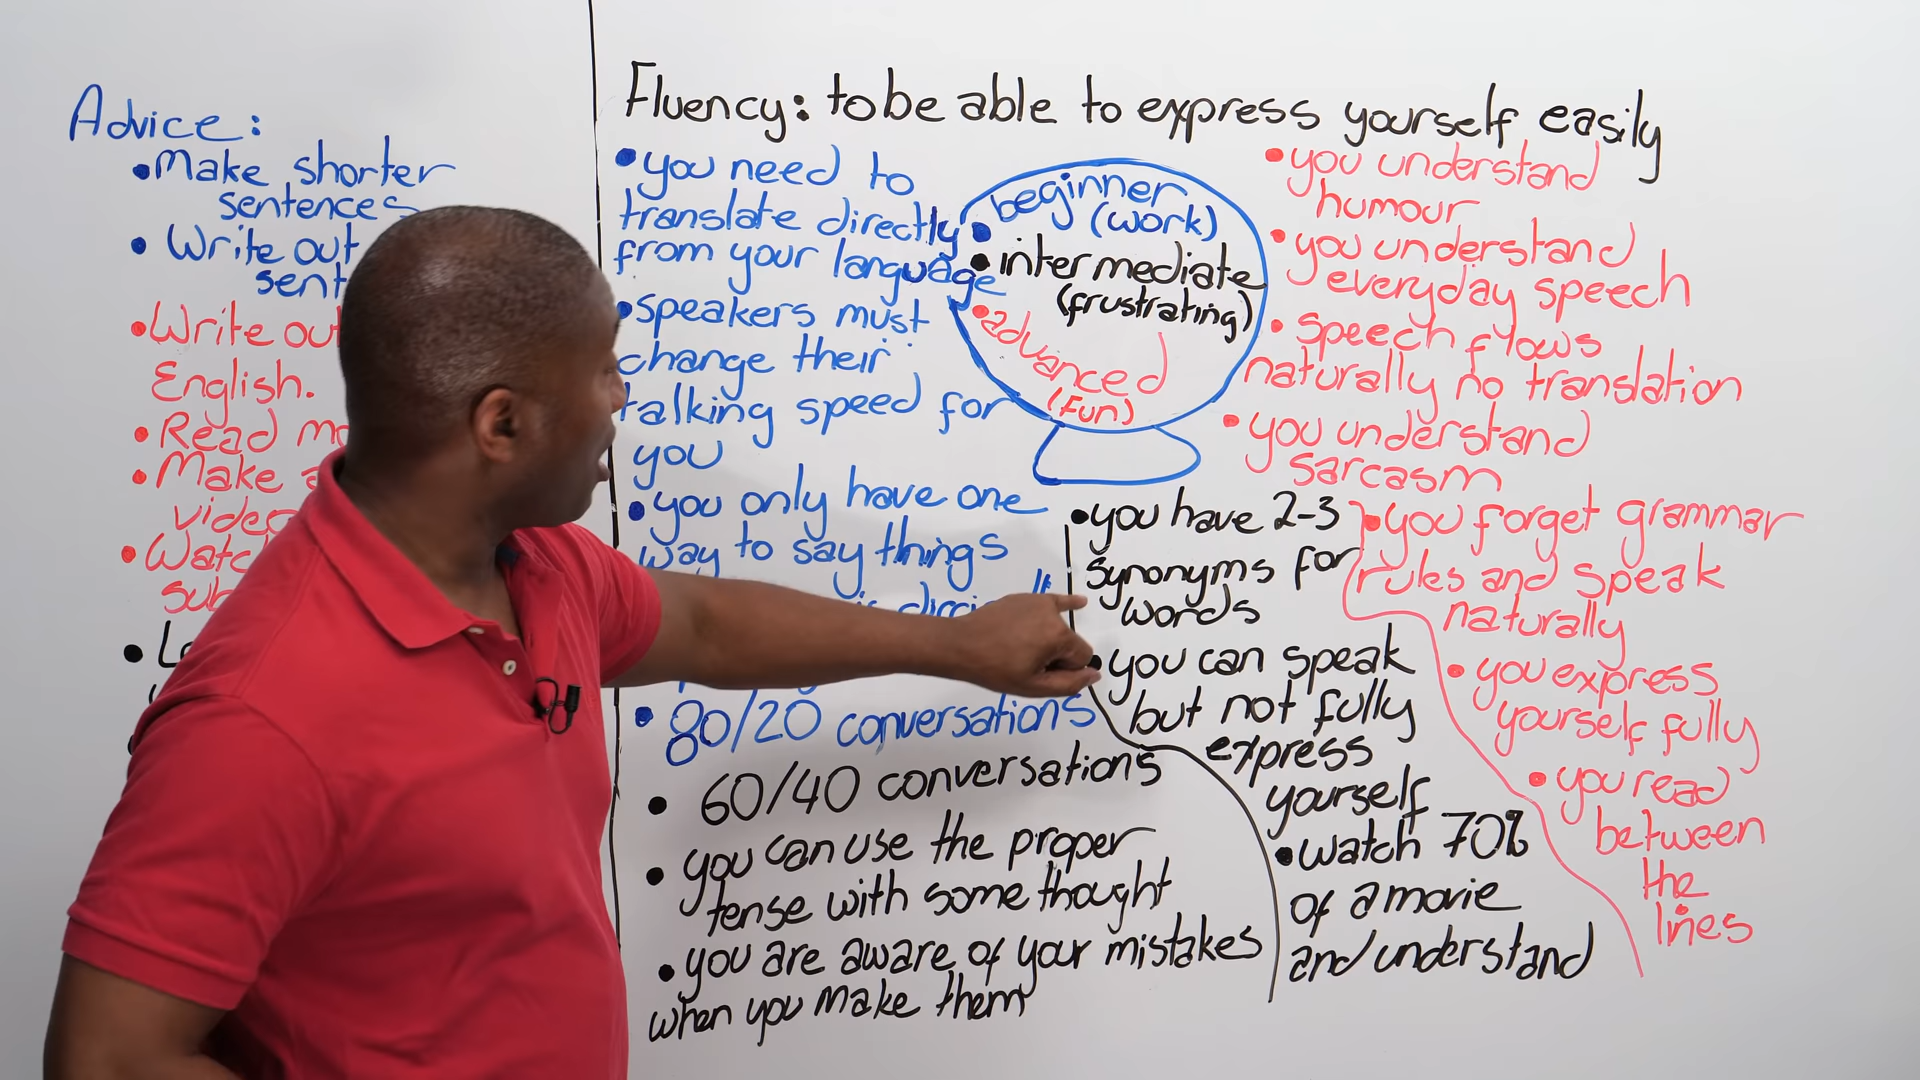 Advice:
• Make shorter
sentences
• Write out
sent
• Write out
English.
• Read
• Make a
video
• Watch
sub
Fluency: to be able to express yourself easily
• you need to
translate directly
from your language
• speakers must
change their
talking speed for
you
• you only have one
way to say things
• 80/20 conversations
• 60/40 conversations
• you can use the proper
tense with some thought
• you are aware of your mistakes
when you make them
beginner
• (work)
• intermediate
(frustrating)
• advanced
(fun)
• you have 2-3
synonyms for
words
• you can speak
but not fully
express
yourself
• watch 70%
of a movie
and understand
• you understand
humour
• you understand
everyday speech
• speech flows
naturally no translation
• you understand
sarcasm
• you forget grammar
rules and speak
naturally
• you express
yourself fully
• you read
between
the
lines